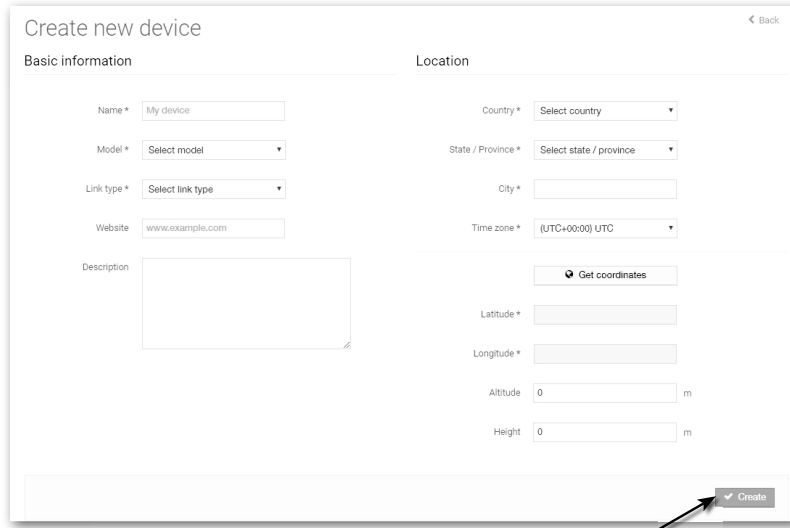 Create new device
Back
Basic information
Name *
My device
Model *
Select model
Link type *
Select link type
Website
www.example.com
Description
Location
Country *
Select country
State / Province *
Select state / province
City *
Time zone *
(UTC+00:00) UTC
Get coordinates
Latitude *
Longitude *
Altitude
0
m
Height
0
m
Create